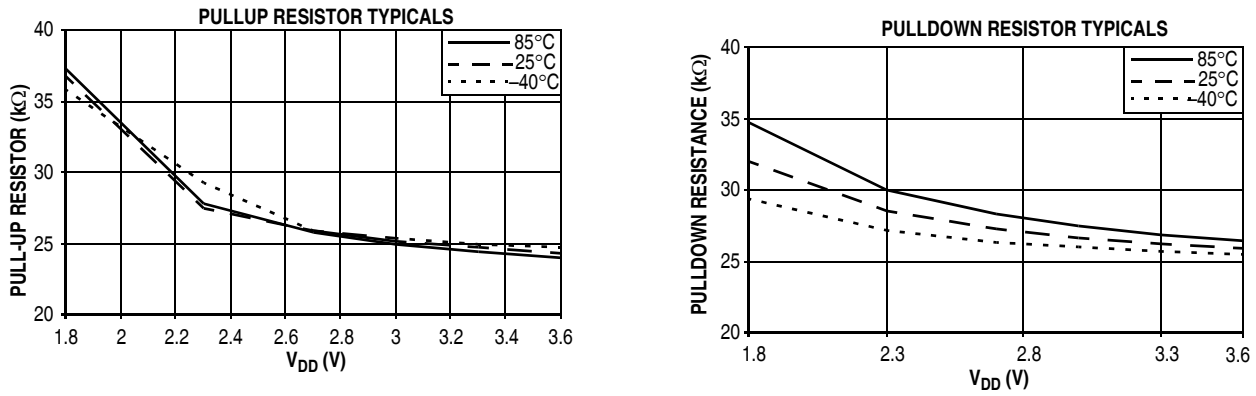 PULLUP RESISTOR TYPICALS
PULL-UP RESISTOR (kΩ)
40
35
30
25
20
85°C
25°C
–40°C
1.8 2 2.2 2.4 2.6 2.8 3 3.2 3.4 3.6
VDD (V)
PULLDOWN RESISTOR TYPICALS
PULLDOWN RESISTANCE (kΩ)
40
35
30
25
20
85°C
25°C
–40°C
1.8 2.3 2.8 3.3 3.6
VDD (V)